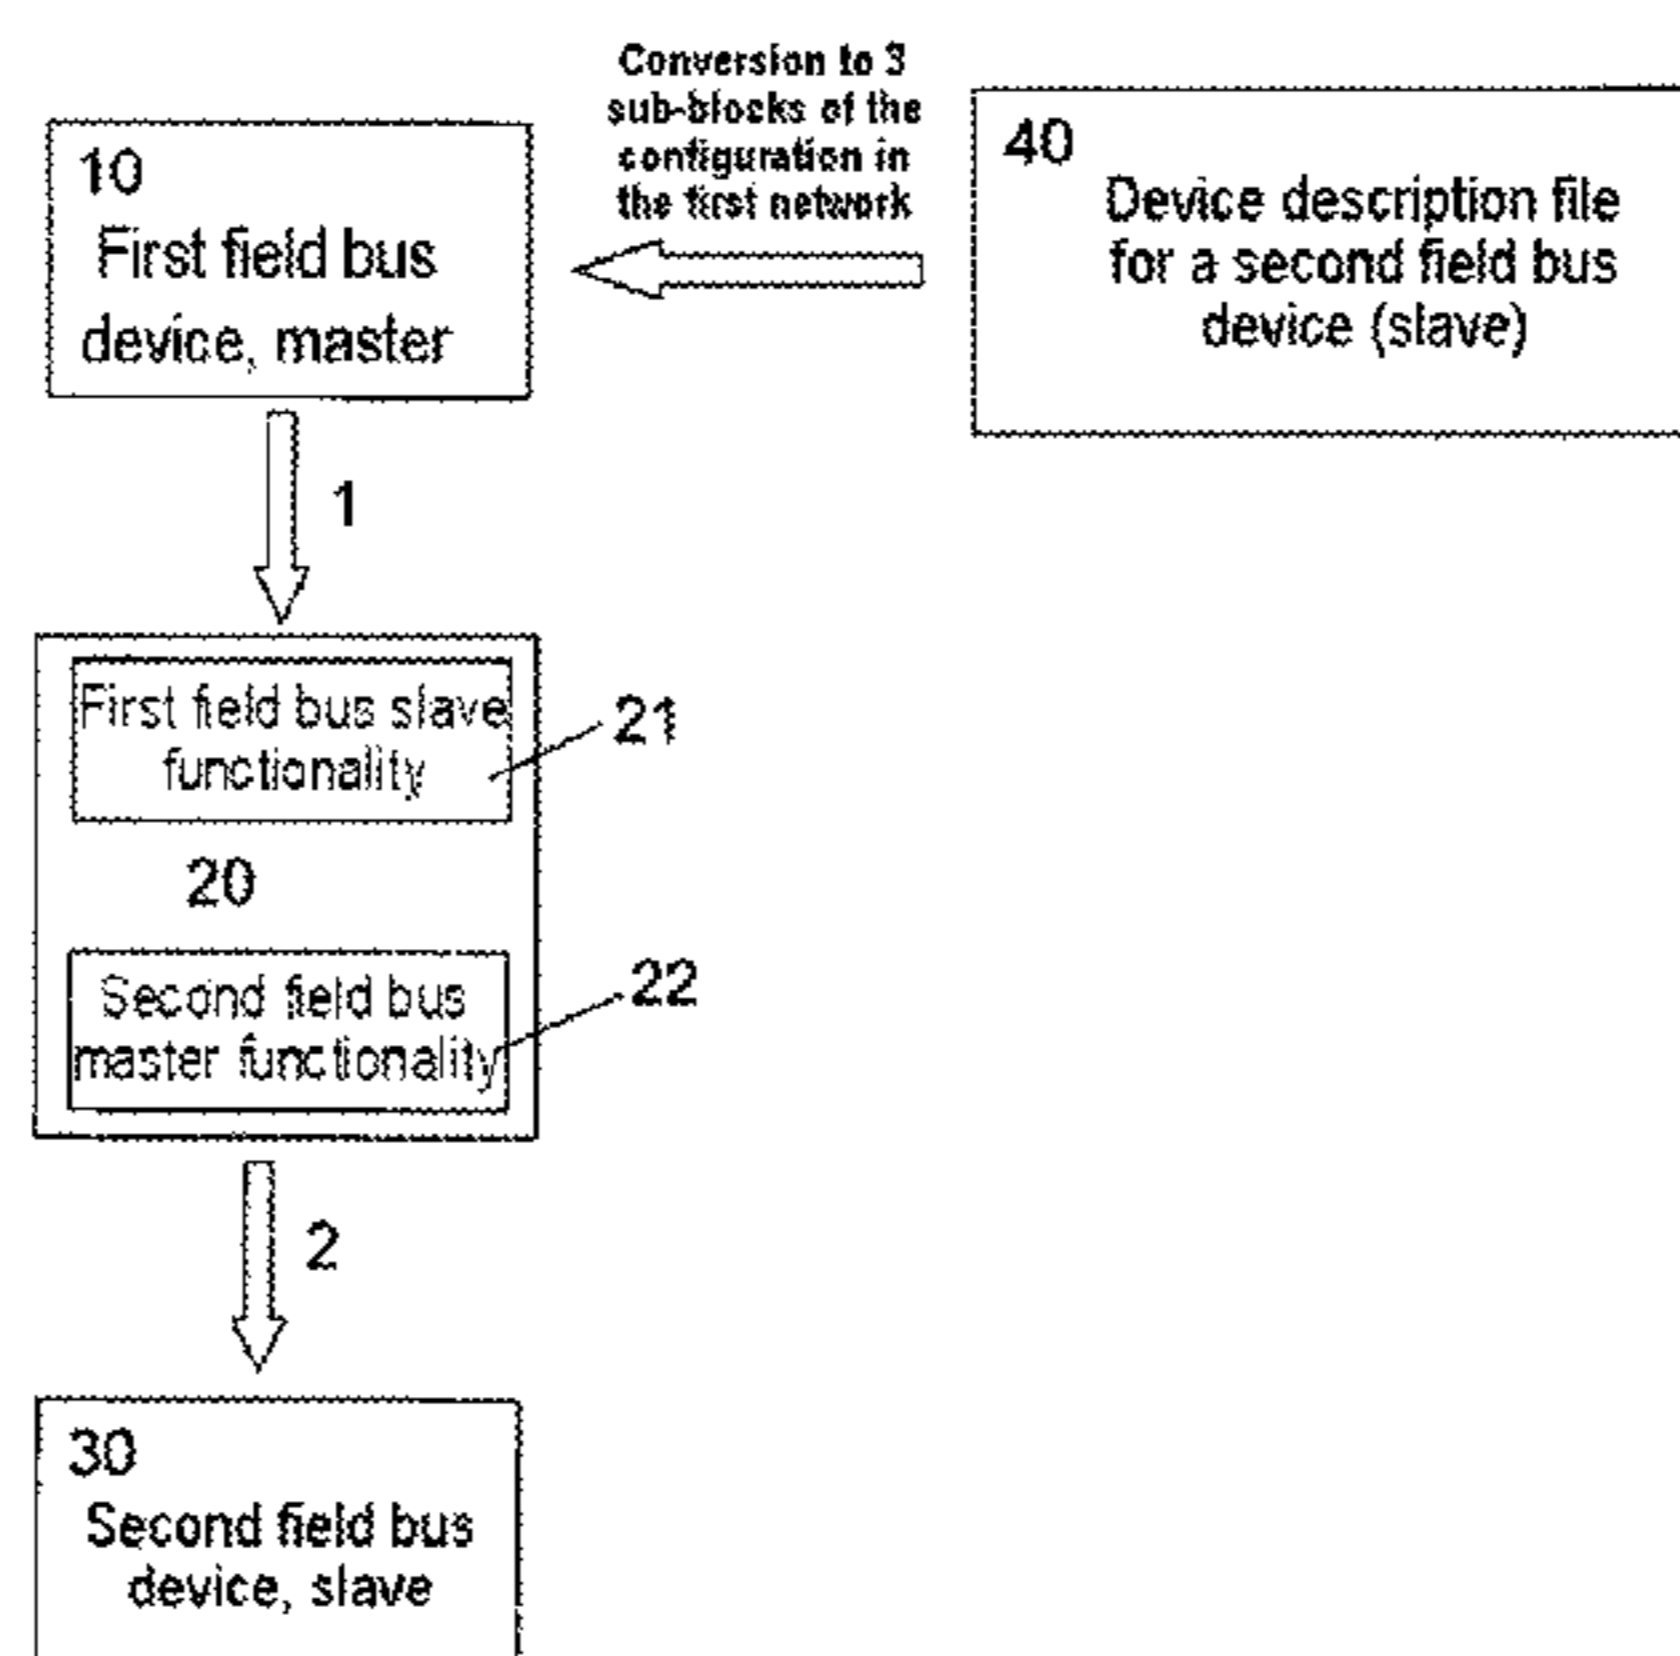 Conversion to 3
sub-blocks of the
configuration in
the first network
10
First field bus
device, master
40
Device description file
for a second field bus
device (slave)
1
First field bus slave
functionality
21
20
Second field bus
master functionality
22
2
30
Second field bus
device, slave